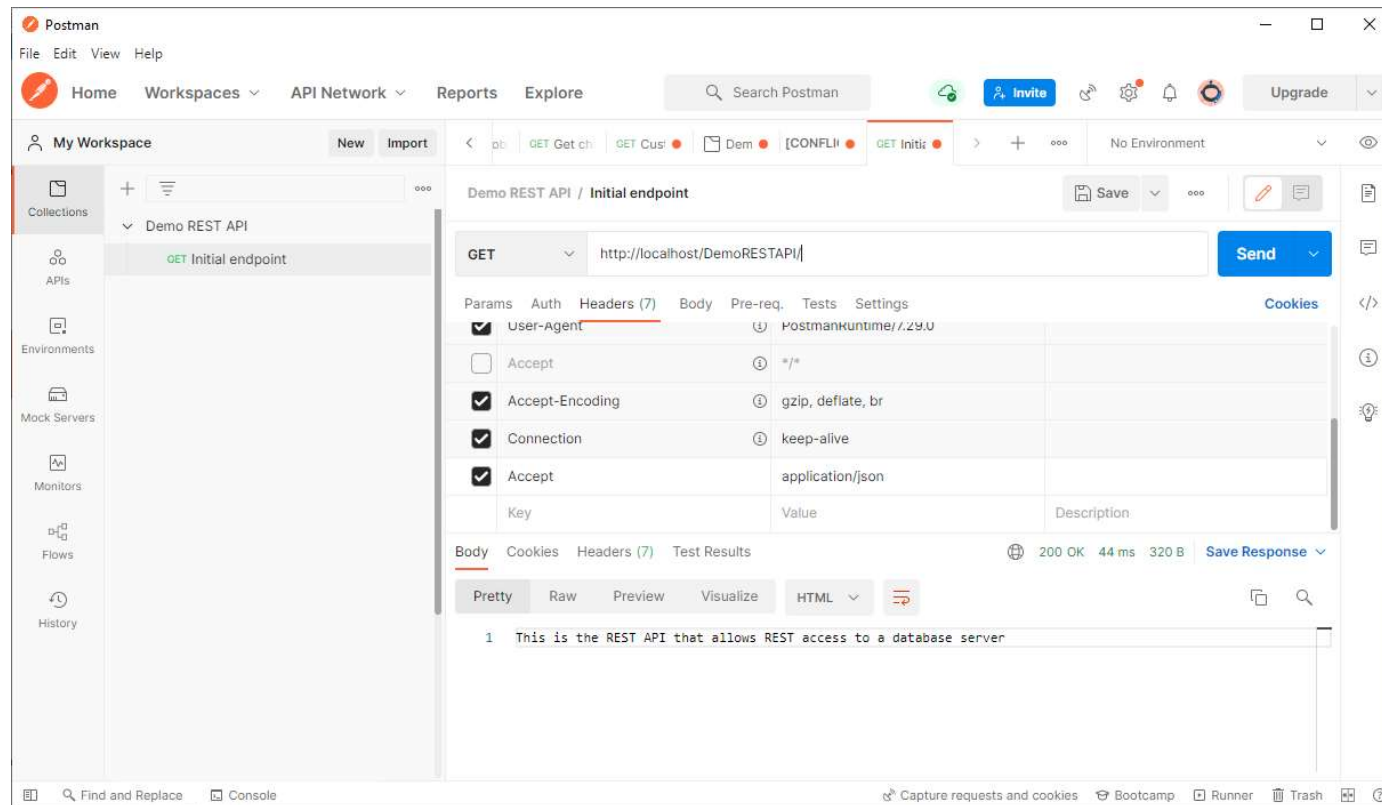 Postman
File Edit View Help
Home Workspaces API Network Reports Explore Search Postman Invite Upgrade
My Workspace New Import
GET Get ch GET Cus Dem [CONFLI GET Initia No Environment
Collections
APIs
Environments
Mock Servers
Monitors
Flows
History
Demo REST API
GET Initial endpoint
Demo REST API / Initial endpoint Save
GET http://localhost/DemoRESTAPI/ Send
Params Auth Headers (7) Body Pre-req. Tests Settings Cookies
User-Agent PostmanRuntime/7.29.0
Accept */*
Accept-Encoding gzip, deflate, br
Connection keep-alive
Accept application/json
Key Value Description
Body Cookies Headers (7) Test Results 200 OK 44 ms 320 B Save Response
Pretty Raw Preview Visualize HTML
1 This is the REST API that allows REST access to a database server
Find and Replace Console Capture requests and cookies Bootcamp Runner Trash